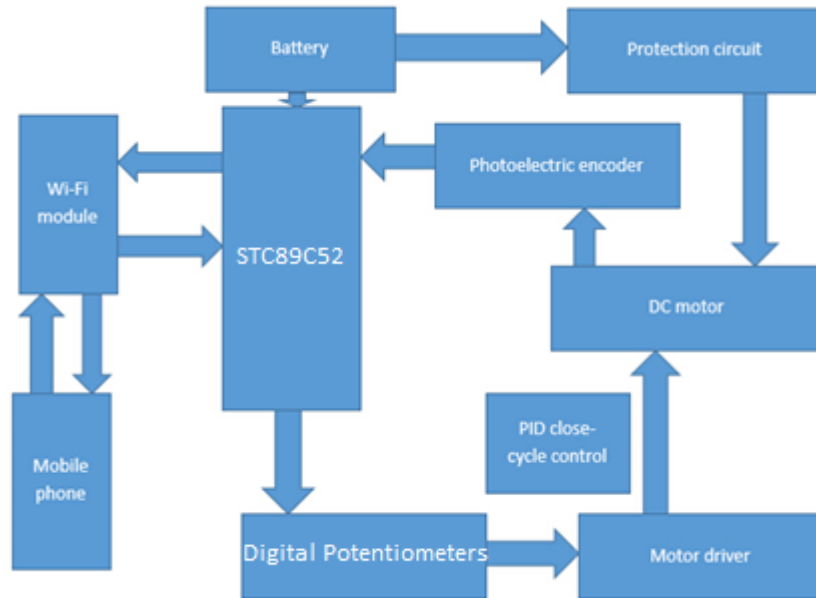 Battery
Protection circuit
Photoelectric encoder
Wi-Fi
module
STC89C52
DC motor
PID close-
cycle control
Mobile
phone
Digital Potentiometers
Motor driver